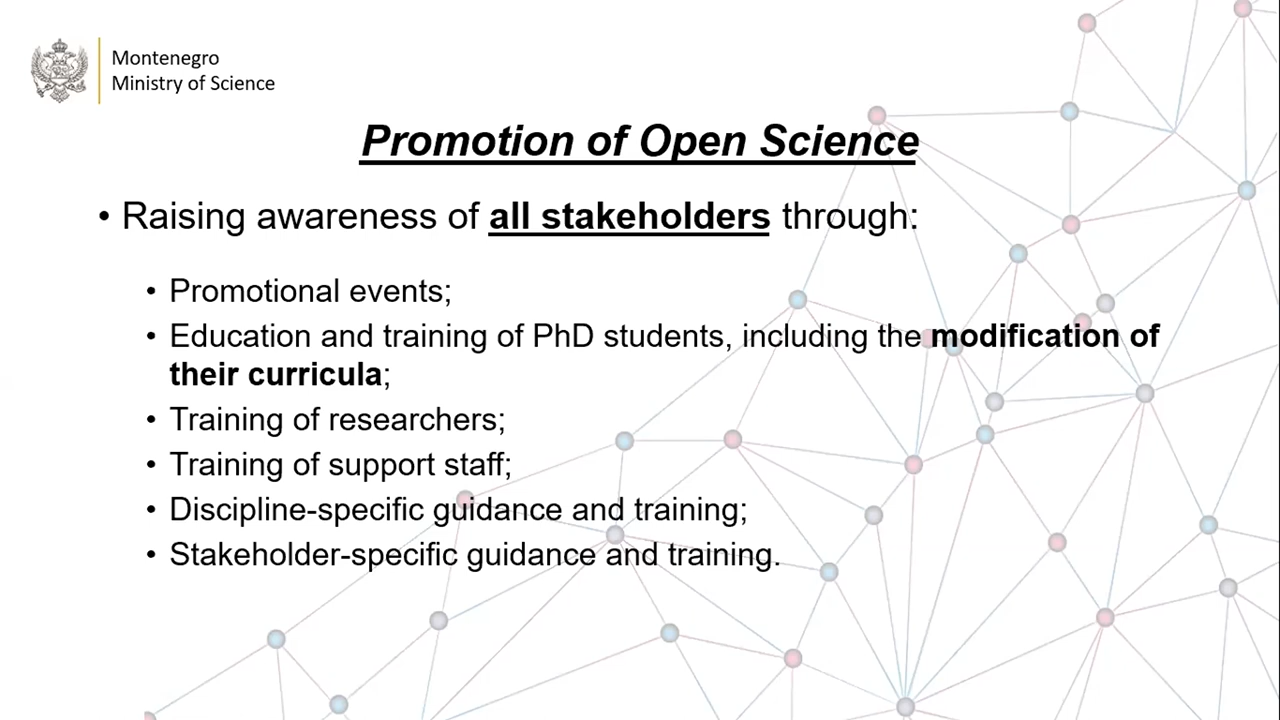 Montenegro
Ministry of Science
Promotion of Open Science
• Raising awareness of all stakeholders through:
• Promotional events;
• Education and training of PhD students, including the modification of
their curricula;
• Training of researchers;
• Training of support staff;
• Discipline-specific guidance and training;
• Stakeholder-specific guidance and training.